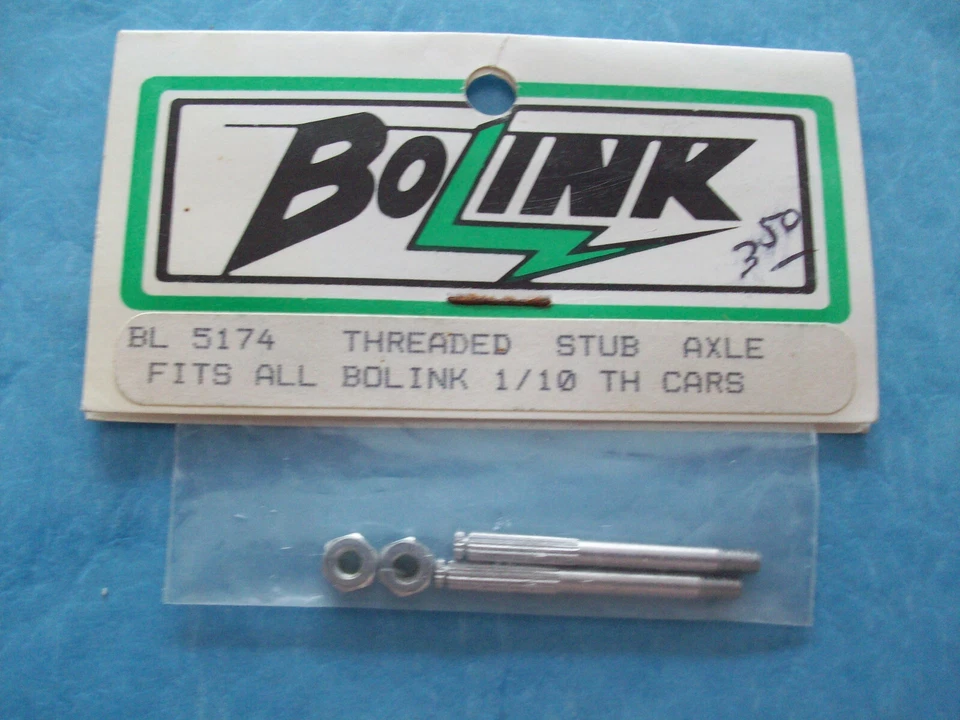 BOLINK
350
BL 5174 THREADED STUB AXLE
FITS ALL BOLINK 1/10 TH CARS